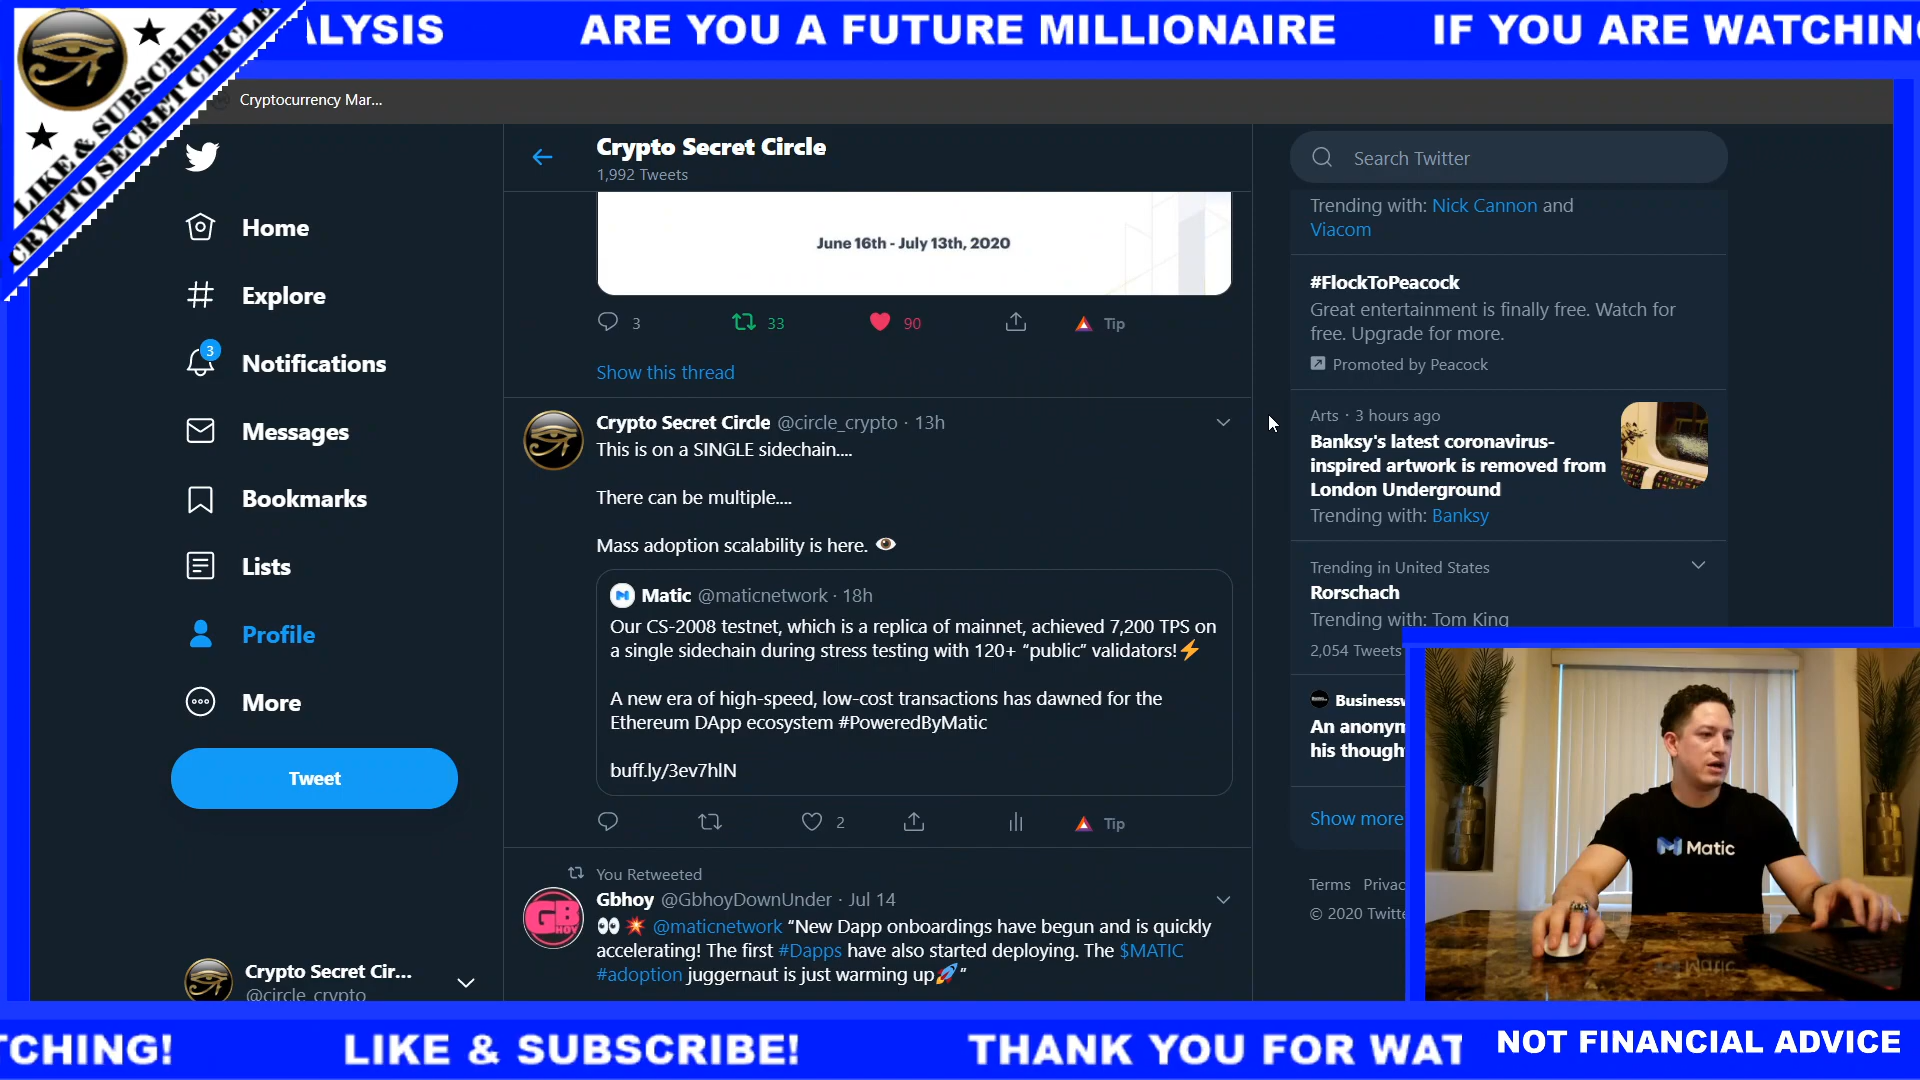 ALYSIS ARE YOU A FUTURE MILLIONAIRE IF YOU ARE WATCHING
LIKE & SUBSCRIBE
CRYPTO SECRET CIRCLE
Cryptocurrency Mar...
Home
Explore
3
Notifications
Messages
Bookmarks
Lists
Profile
More
Tweet
Crypto Secret Cir...
@circle_crypto
Crypto Secret Circle
1,992 Tweets
June 16th - July 13th, 2020
3 33 90 Tip
Show this thread
Crypto Secret Circle @circle_crypto · 13h
This is on a SINGLE sidechain....
There can be multiple....
Mass adoption scalability is here. 👁
Matic @maticnetwork · 18h
Our CS-2008 testnet, which is a replica of mainnet, achieved 7,200 TPS on
a single sidechain during stress testing with 120+ “public” validators!⚡
A new era of high-speed, low-cost transactions has dawned for the
Ethereum DApp ecosystem #PoweredByMatic
buff.ly/3ev7hlN
2 Tip
You Retweeted
Gbhoy @GbhoyDownUnder · Jul 14
GB
HOY
👀 💥 @maticnetwork “New Dapp onboardings have begun and is quickly
accelerating! The first #Dapps have also started deploying. The $MATIC
#adoption juggernaut is just warming up🚀”
Search Twitter
Trending with: Nick Cannon and
Viacom
#FlockToPeacock
Great entertainment is finally free. Watch for
free. Upgrade for more.
Promoted by Peacock
Arts · 3 hours ago
Banksy's latest coronavirus-
inspired artwork is removed from
London Underground
Trending with: Banksy
Trending in United States
Rorschach
Trending with: Tom King
2,054 Tweets
Business
An anonym
his though
Show more
Terms Privac
© 2020 Twitte
Matic
TCHING! LIKE & SUBSCRIBE! THANK YOU FOR WAT
NOT FINANCIAL ADVICE